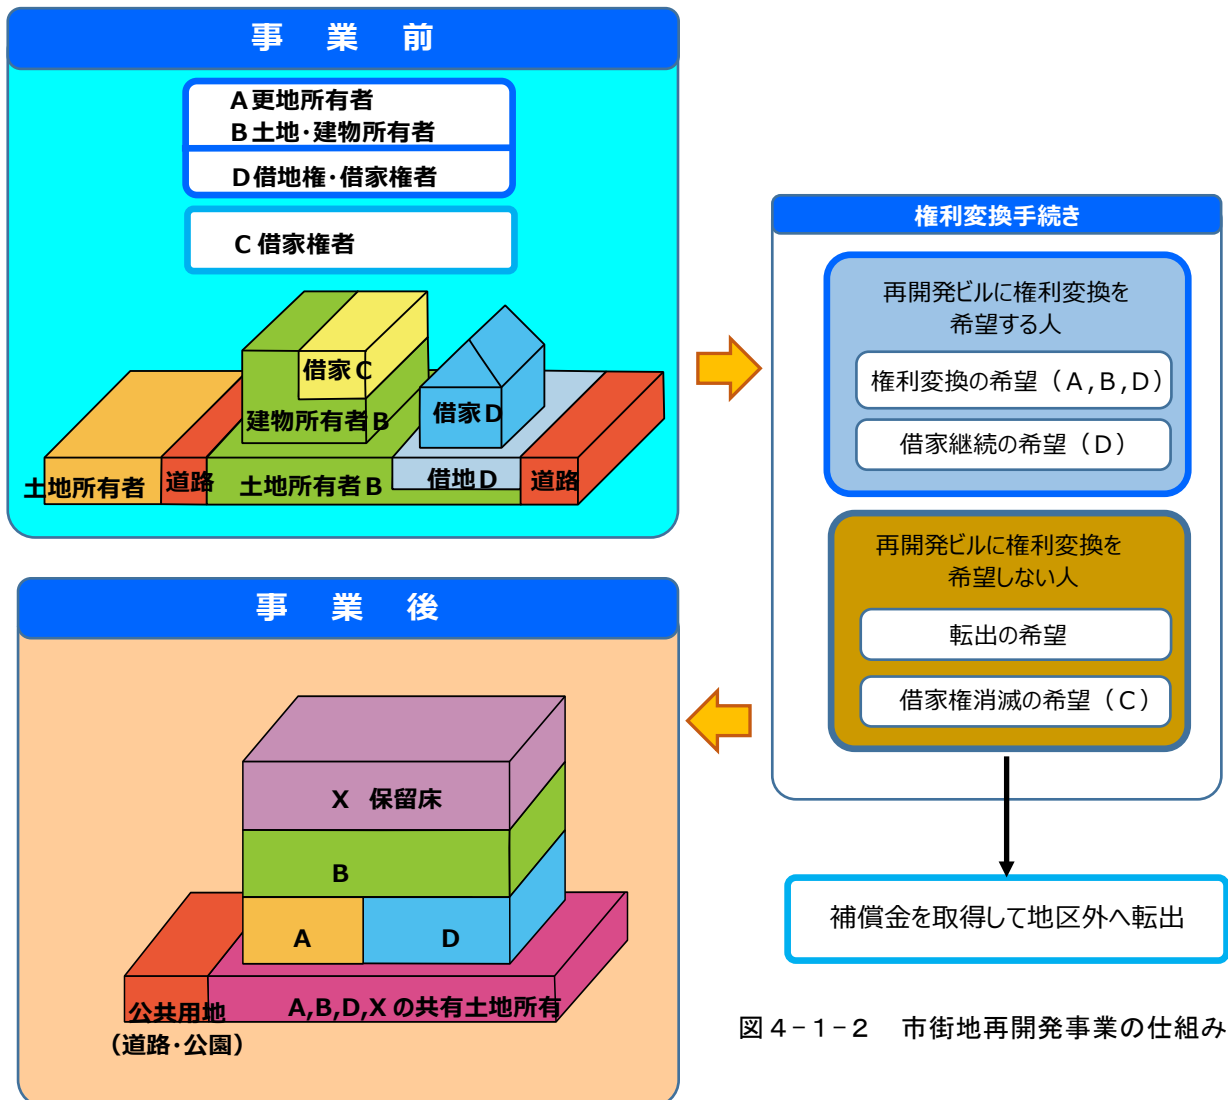 事 業 前
A更地所有者
B土地・建物所有者
D借地権・借家権者
C 借家権者
借家C
建物所有者B
借家D
土地所有者
道路
土地所有者B
借地D
道路
権利変換手続き
再開発ビルに権利変換を
希望する人
権利変換の希望（A,B,D）
借家継続の希望（D）
再開発ビルに権利変換を
希望しない人
転出の希望
借家権消滅の希望（C）
補償金を取得して地区外へ転出
事 業 後
X 保留床
B
A
D
A,B,D,X の共有土地所有
公共用地
（道路・公園）
図４-１-２ 市街地再開発事業の仕組み